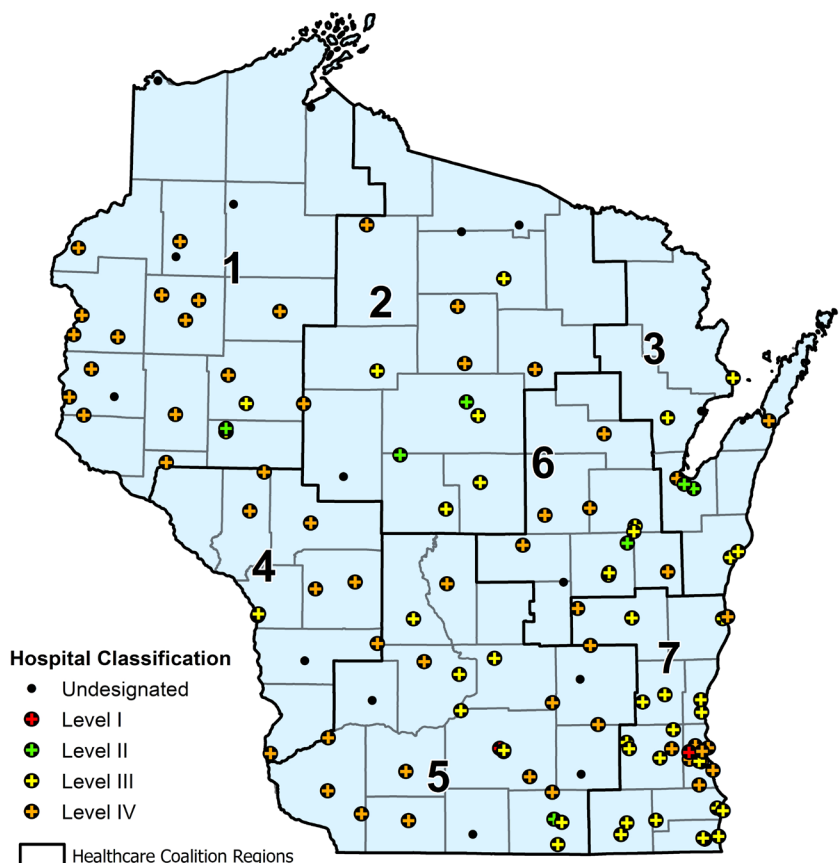 1
2
3
6
4
7
5
Hospital Classification
Undesignated
Level I
Level II
Level III
Level IV
Healthcare Coalition Regions